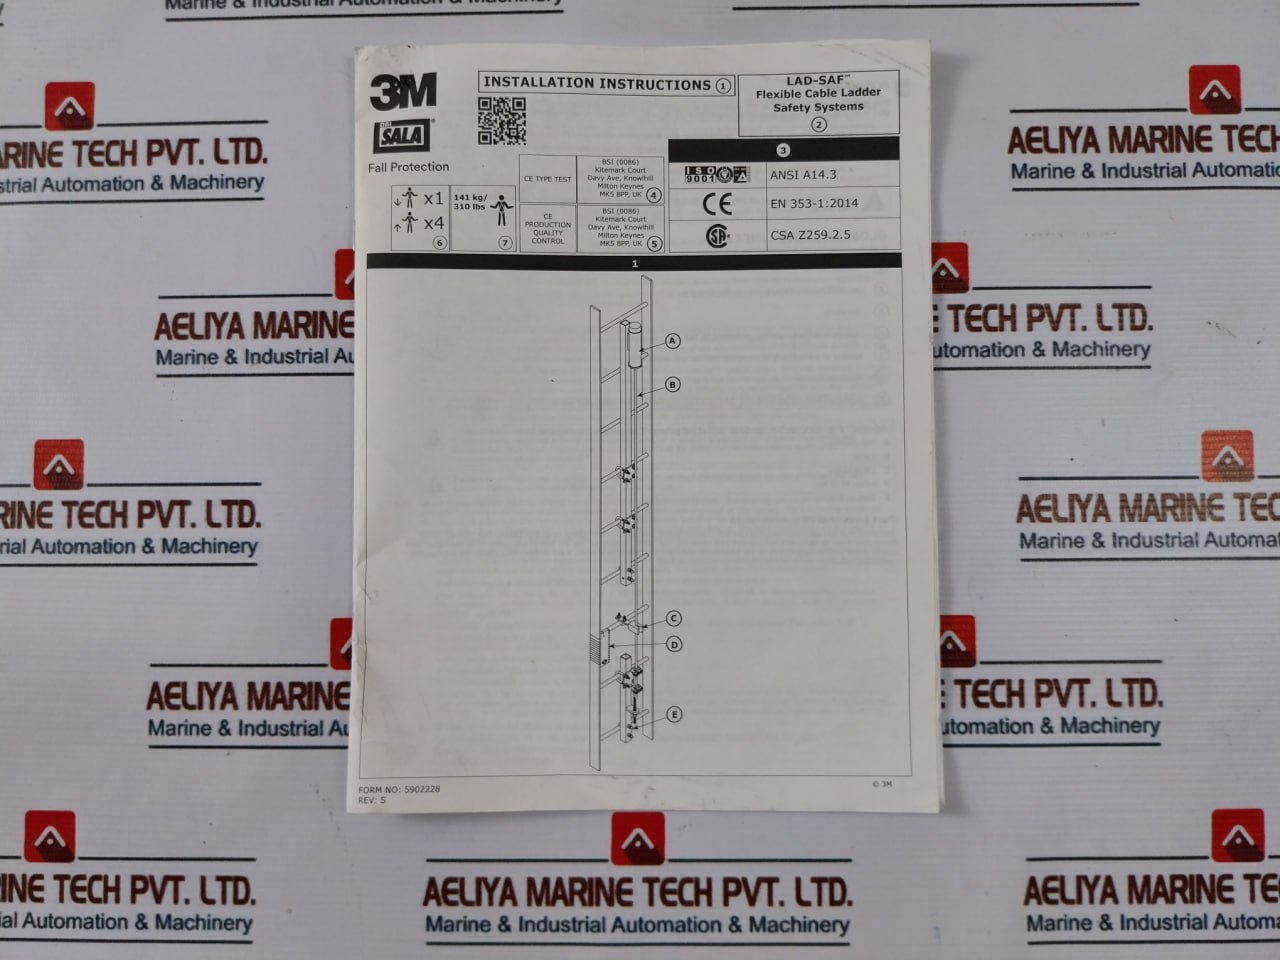 Marine & Industrial Automation & Machinery
3M
DBI
SALA
Fall Protection
INSTALLATION INSTRUCTIONS 1
LAD-SAF™
Flexible Cable Ladder
Safety Systems
2
x1
x4
6
141 kg/
310 lbs
7
CE TYPE TEST
BSI (0086)
Kitemark Court
Davy Ave, Knowlhill
Milton Keynes
MK5 8PP, UK 4
CE
PRODUCTION
QUALITY
CONTROL
BSI (0086)
Kitemark Court
Davy Ave, Knowlhill
Milton Keynes
MK5 8PP, UK 5
3
ISO
9001
ANSI A14.3
CE
EN 353-1:2014
CSA Z259.2.5
1
A
B
C
D
E
FORM NO: 5902228
REV: S
© 3M
ARINE TECH PVT. LTD.
strial Automation & Machinery
AELIYA MARINE TEC
Marine & Industrial Automat
AELIYA MARINE
Marine & Industrial Au
E TECH PVT. LTD.
utomation & Machinery
RINE TECH PVT. LTD.
rial Automation & Machinery
AELIYA MARINE TEC
Marine & Industrial Automat
AELIYA MARINE
Marine & Industrial Au
E TECH PVT. LTD.
utomation & Machinery
INE TECH PVT. LTD.
ial Automation & Machinery
AELIYA MARINE TECH PVT. LTD.
Marine & Industrial Automation & Machinery
AELIYA MARINE TE
Marine & Industrial Automa